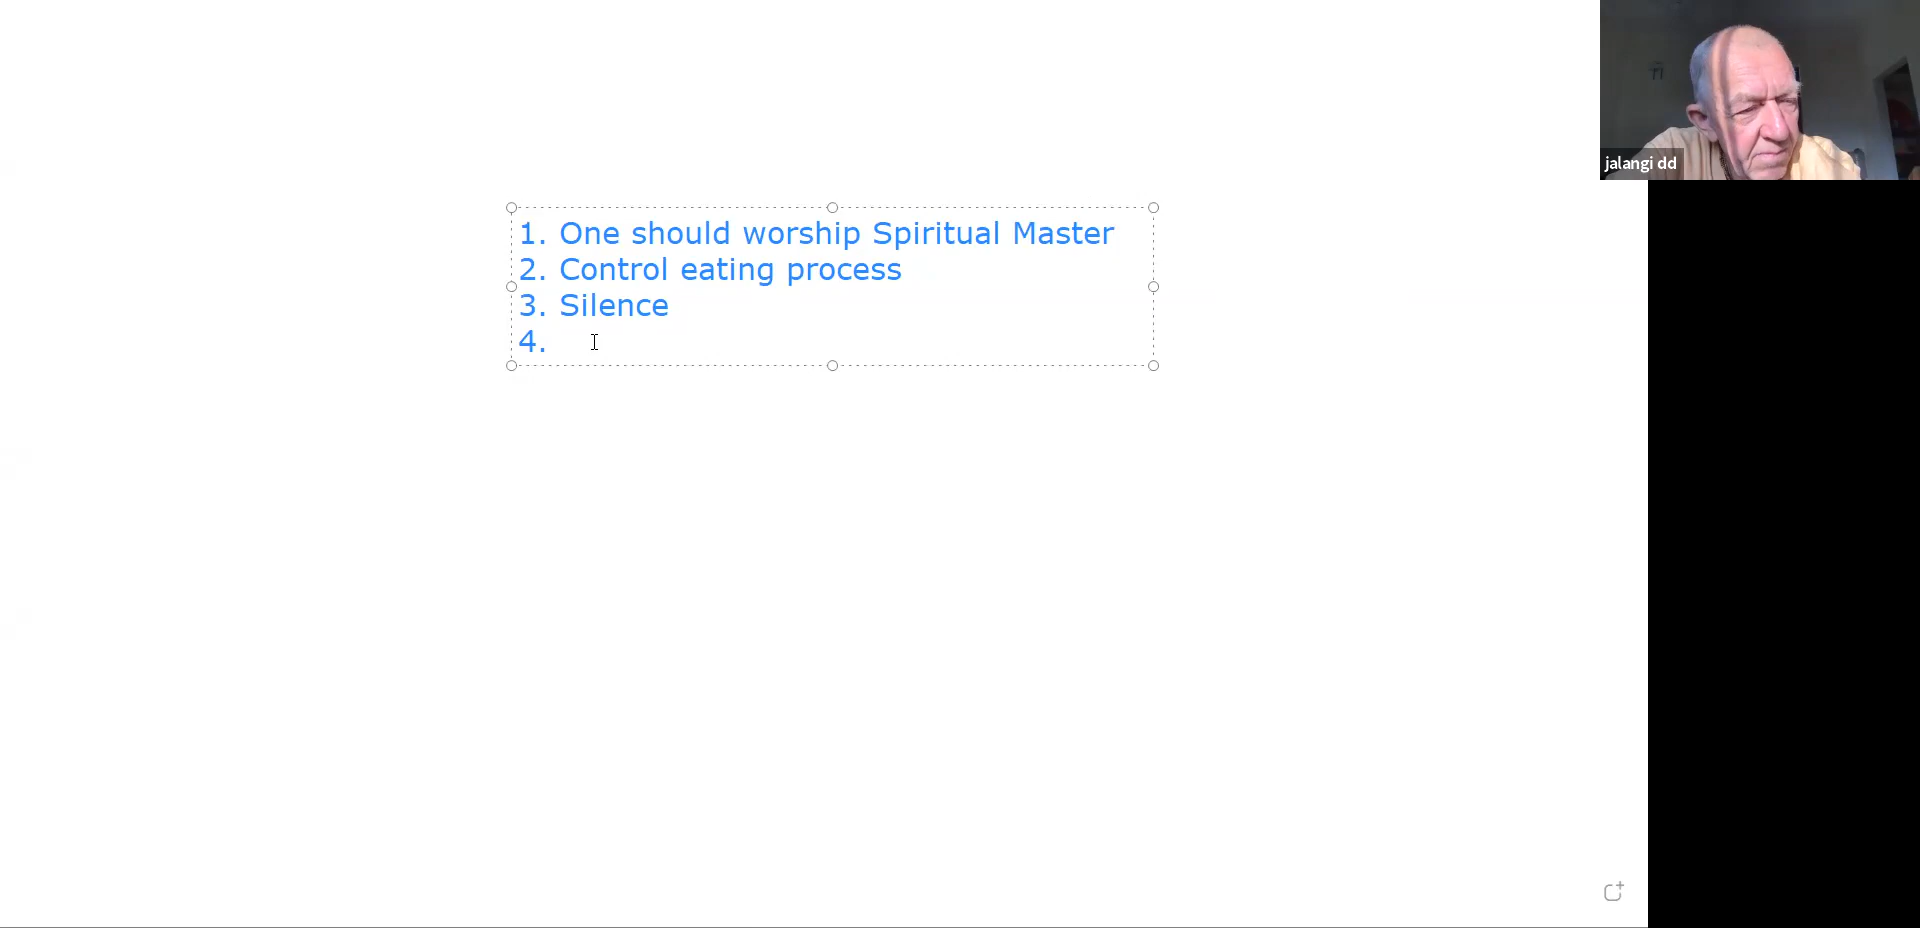 jalangi dd
1. One should worship Spiritual Master
2. Control eating process
3. Silence
4.